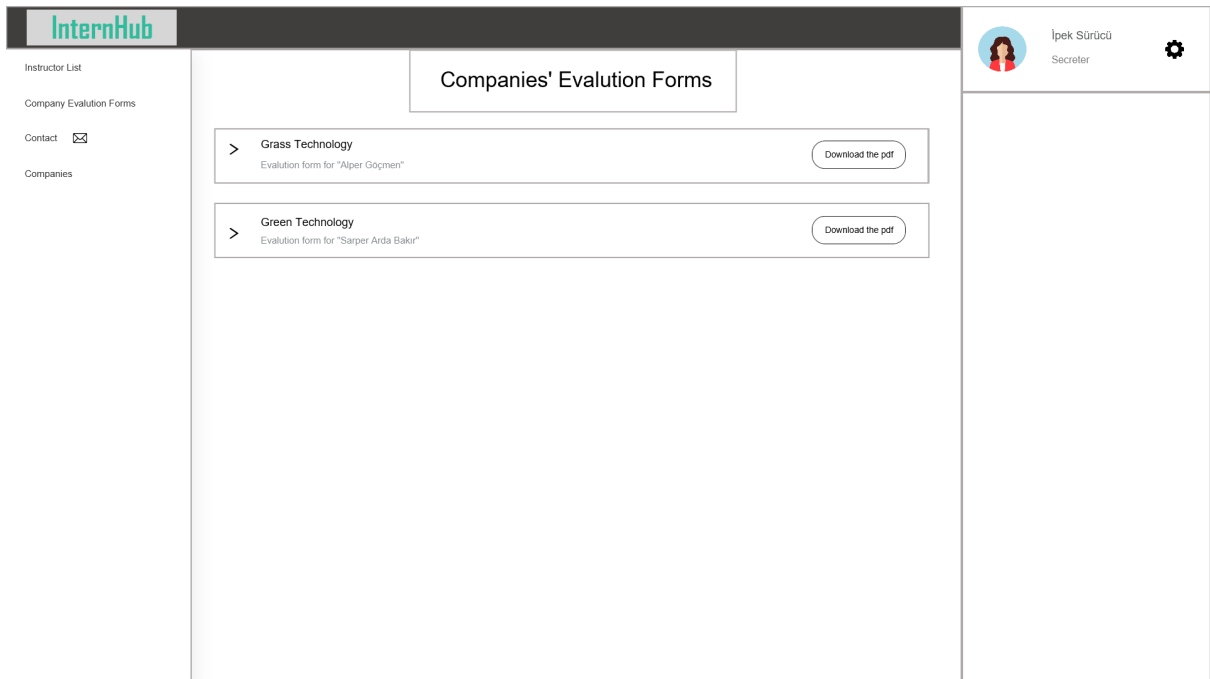 InternHub
İpek Sürücü
Secreter
Instructor List
Company Evalution Forms
Contact
Companies
Companies' Evalution Forms
Grass Technology
Evalution form for "Alper Göçmen"
Download the pdf
Green Technology
Evalution form for "Sarper Arda Bakır"
Download the pdf